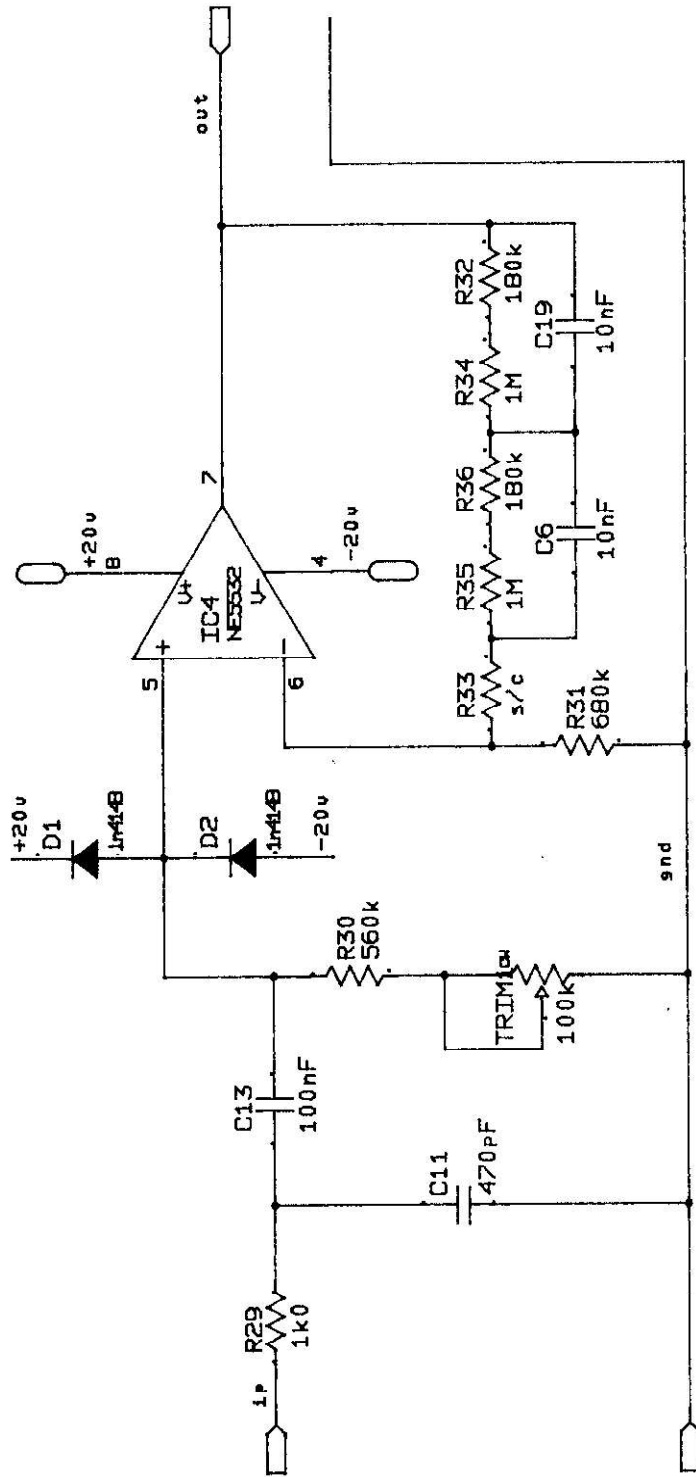 ip
R29
1k0
C11
470pF
C13
100nF
R30
560k
100k
gnd
+20v
D1
1n4148
D2
1n4148
-20v
5
6
+
-
IC4
NE5532
V+
V-
+20v
8
4
-20v
7
out
R33
s/c
R31
680k
R35
1M
R36
180k
C6
10nF
R34
1M
R32
180k
C19
10nF